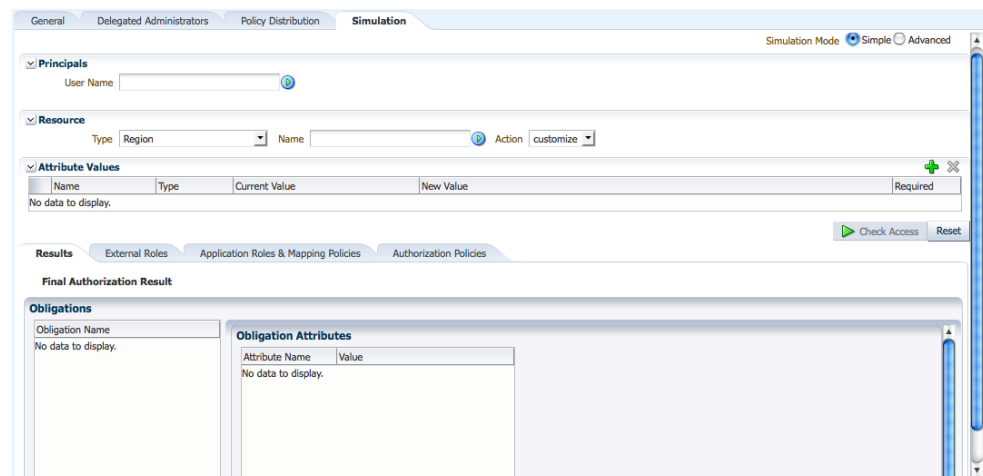 General Delegated Administrators Policy Distribution Simulation
Simulation Mode Simple Advanced
Principals
User Name
Resource
Type Region Name Action customize
Attribute Values
Name Type Current Value New Value Required
No data to display.
Check Access Reset
Results External Roles Application Roles & Mapping Policies Authorization Policies
Final Authorization Result
Obligations
Obligation Name
No data to display.
Obligation Attributes
Attribute Name Value
No data to display.